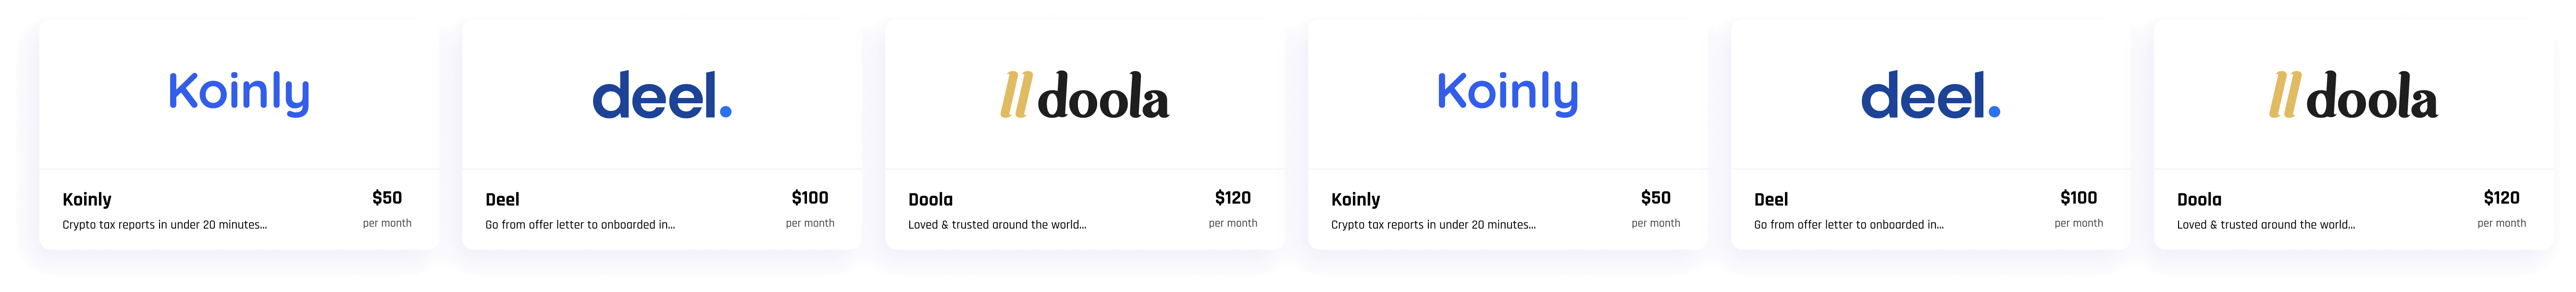 Koinly
Koinly
$50
Crypto tax reports in under 20 minutes...
per month
deel.
Deel
$100
Go from offer letter to onboarded in...
per month
doola
Doola
$120
Loved & trusted around the world...
per month
Koinly
Koinly
$50
Crypto tax reports in under 20 minutes...
per month
deel.
Deel
$100
Go from offer letter to onboarded in...
per month
doola
Doola
$120
Loved & trusted around the world...
per month